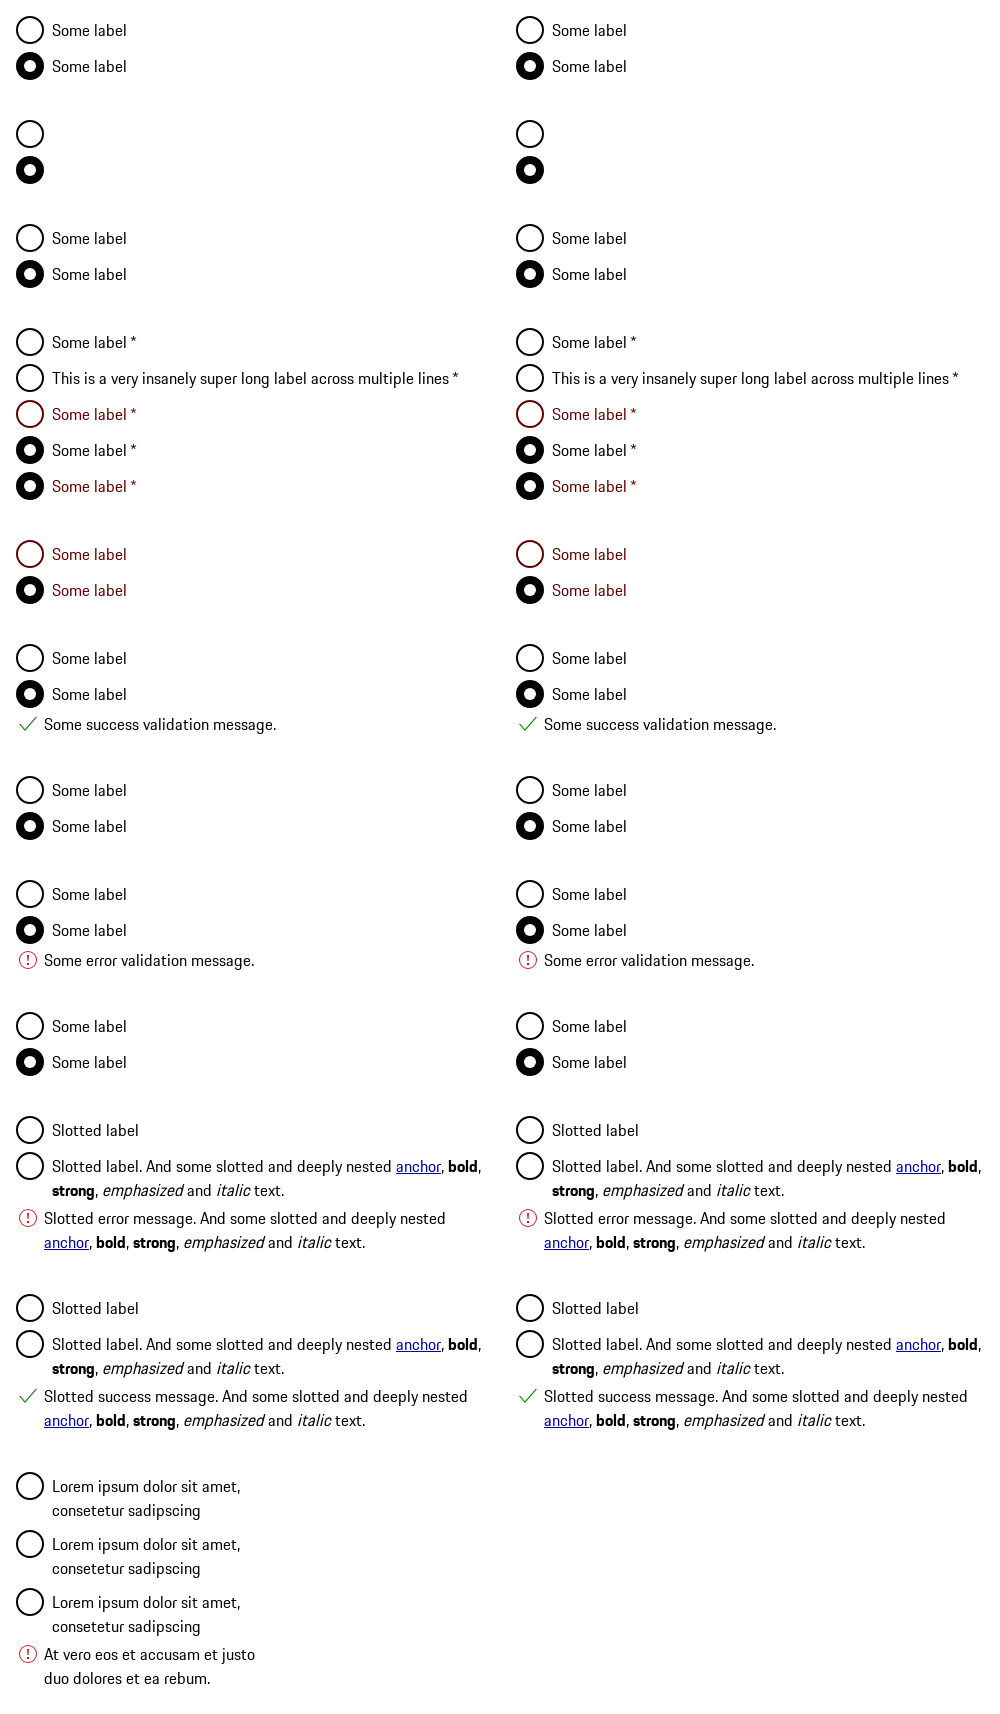 Some label
Some label
Some label
Some label
Some label *
This is a very insanely super long label across multiple lines *
Some label *
Some label *
Some label *
Some label
Some label
Some label
Some label
Some success validation message.
Some label
Some label
Some label
Some label
Some error validation message.
Some label
Some label
Slotted label
Slotted label. And some slotted and deeply nested anchor, bold,
strong, emphasized and italic text.
Slotted error message. And some slotted and deeply nested
anchor, bold, strong, emphasized and italic text.
Slotted label
Slotted label. And some slotted and deeply nested anchor, bold,
strong, emphasized and italic text.
Slotted success message. And some slotted and deeply nested
anchor, bold, strong, emphasized and italic text.
Lorem ipsum dolor sit amet,
consetetur sadipscing
Lorem ipsum dolor sit amet,
consetetur sadipscing
Lorem ipsum dolor sit amet,
consetetur sadipscing
At vero eos et accusam et justo
duo dolores et ea rebum.
Some label
Some label
Some label
Some label
Some label *
This is a very insanely super long label across multiple lines *
Some label *
Some label *
Some label *
Some label
Some label
Some label
Some label
Some success validation message.
Some label
Some label
Some label
Some label
Some error validation message.
Some label
Some label
Slotted label
Slotted label. And some slotted and deeply nested anchor, bold,
strong, emphasized and italic text.
Slotted error message. And some slotted and deeply nested
anchor, bold, strong, emphasized and italic text.
Slotted label
Slotted label. And some slotted and deeply nested anchor, bold,
strong, emphasized and italic text.
Slotted success message. And some slotted and deeply nested
anchor, bold, strong, emphasized and italic text.